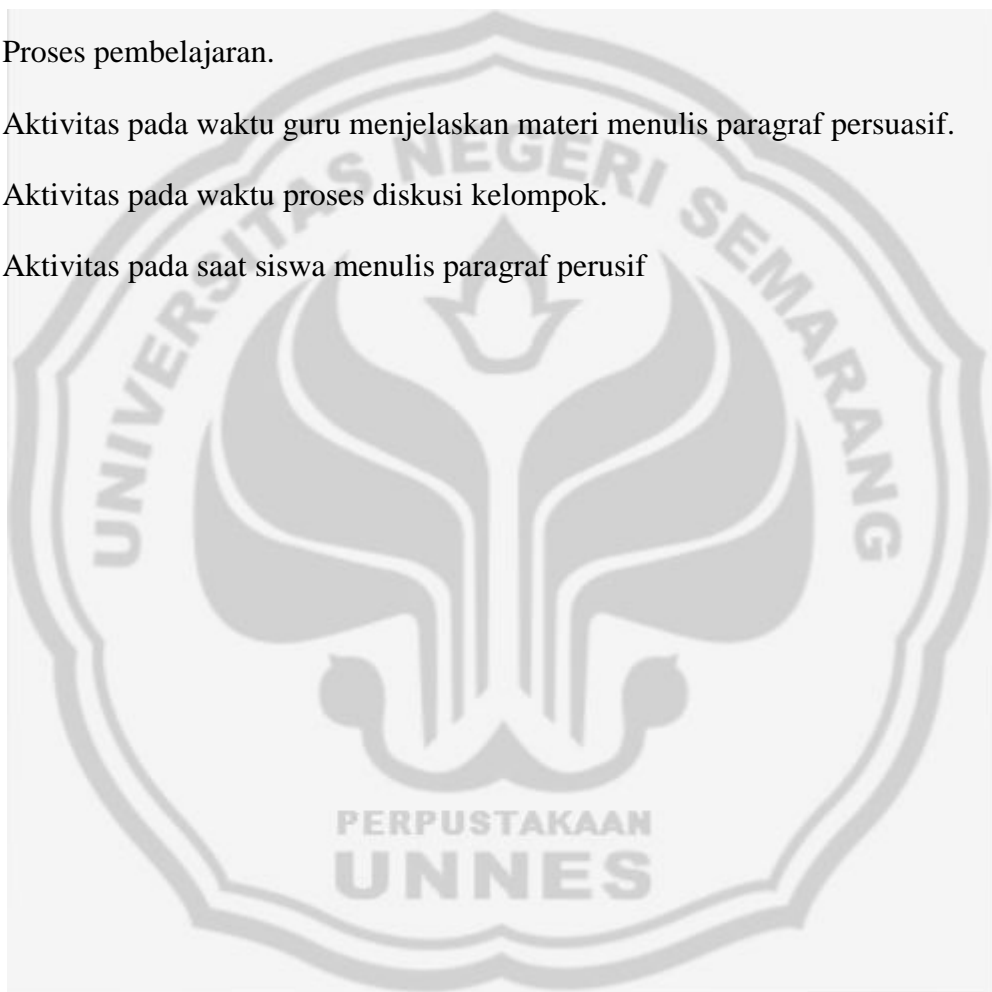 Proses pembelajaran.
Aktivitas pada waktu guru menjelaskan materi menulis paragraf persuasif.
Aktivitas pada waktu proses diskusi kelompok.
Aktivitas pada saat siswa menulis paragraf perusif
UNIVERSITAS NEGERI SEMARANG
PERPUSTAKAAN
UNNES